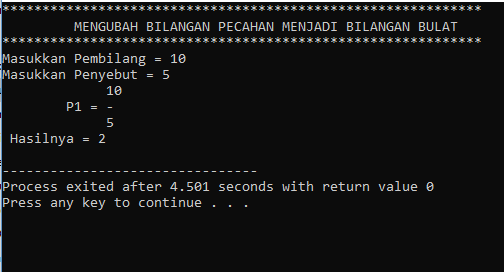 ************************************************************
MENGUBAH BILANGAN PECAHAN MENJADI BILANGAN BULAT
************************************************************
Masukkan Pembilang = 10
Masukkan Penyebut = 5
10
P1 = -
5
Hasilnya = 2
--------------------------------
Process exited after 4.501 seconds with return value 0
Press any key to continue . . .